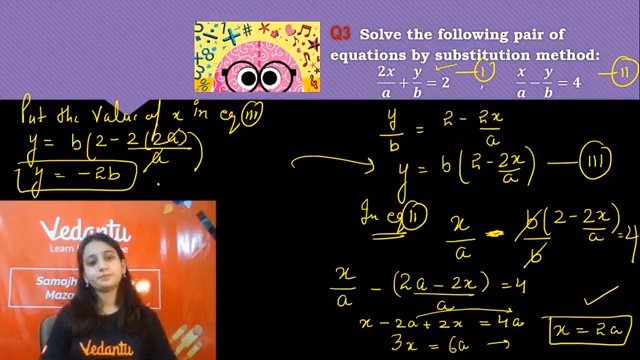 Q3 Solve the following pair of
equations by substitution method:
2x/a + y/b = 2 — I , x/a − y/b = 4 — II
Put the value of x in eq III
y = b(2 − 2(2a)/a)
y = −2b
y/b = 2 − 2x/a
y = b(2 − 2x/a) — III
In eq II
x/a − b(2 − 2x/a)/b = 4
x/a − (2a − 2x)/a = 4
x − 2a + 2x = 4a
3x = 6a → x = 2a
Vedantu
Learn
Samajh
Maza
Vedantu